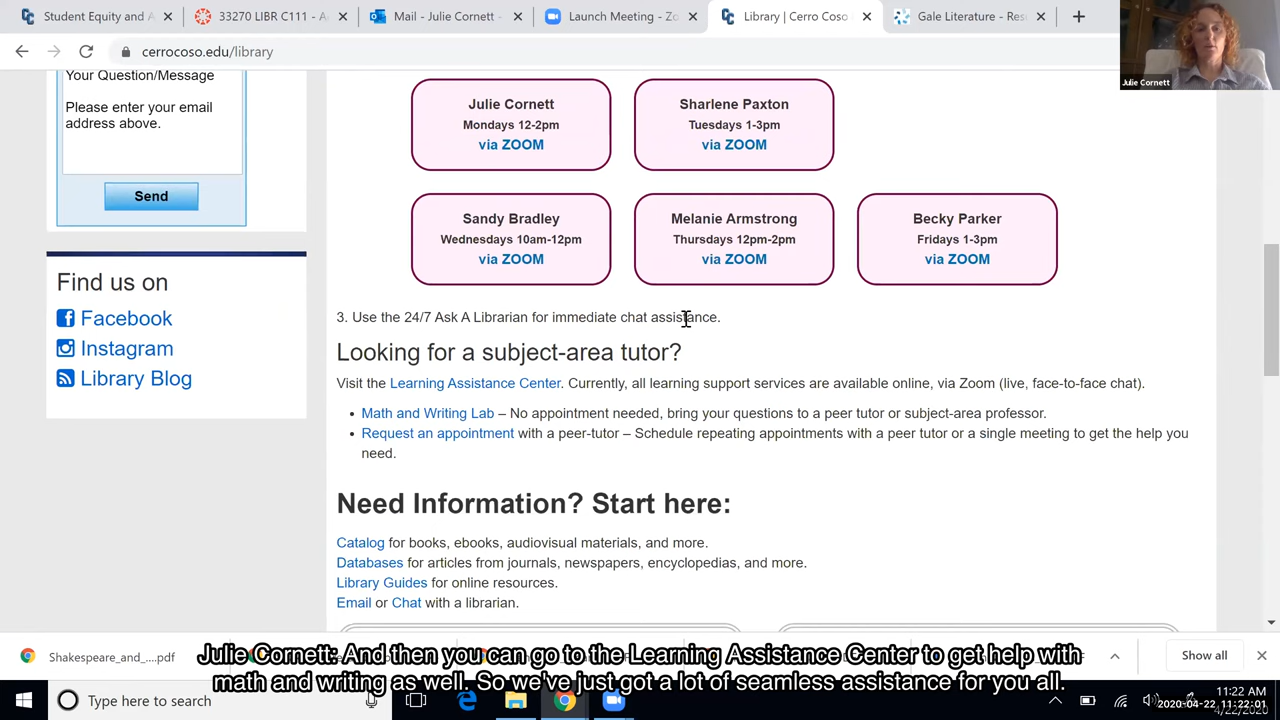 Student Equity and A
33270 LIBR C111 - A
Mail - Julie Cornett -
Launch Meeting - Zo
Library | Cerro Coso
Gale Literature - Res
cerrocoso.edu/library
Julie Cornett
Your Question/Message
Please enter your email
address above.
Send
Find us on
Facebook
Instagram
Library Blog
Julie Cornett
Mondays 12-2pm
via ZOOM
Sharlene Paxton
Tuesdays 1-3pm
via ZOOM
Sandy Bradley
Wednesdays 10am-12pm
via ZOOM
Melanie Armstrong
Thursdays 12pm-2pm
via ZOOM
Becky Parker
Fridays 1-3pm
via ZOOM
3. Use the 24/7 Ask A Librarian for immediate chat assistance.
Looking for a subject-area tutor?
Visit the Learning Assistance Center. Currently, all learning support services are available online, via Zoom (live, face-to-face chat).
• Math and Writing Lab – No appointment needed, bring your questions to a peer tutor or subject-area professor.
• Request an appointment with a peer-tutor – Schedule repeating appointments with a peer tutor or a single meeting to get the help you
need.
Need Information? Start here:
Catalog for books, ebooks, audiovisual materials, and more.
Databases for articles from journals, newspapers, encyclopedias, and more.
Library Guides for online resources.
Email or Chat with a librarian.
Julie Cornett: And then you can go to the Learning Assistance Center to get help with
math and writing as well. So we've just got a lot of seamless assistance for you all.
Shakespeare_and_....pdf
Show all
Type here to search
11:22 AM
2020-04-22 11:22:01
4/22/2020